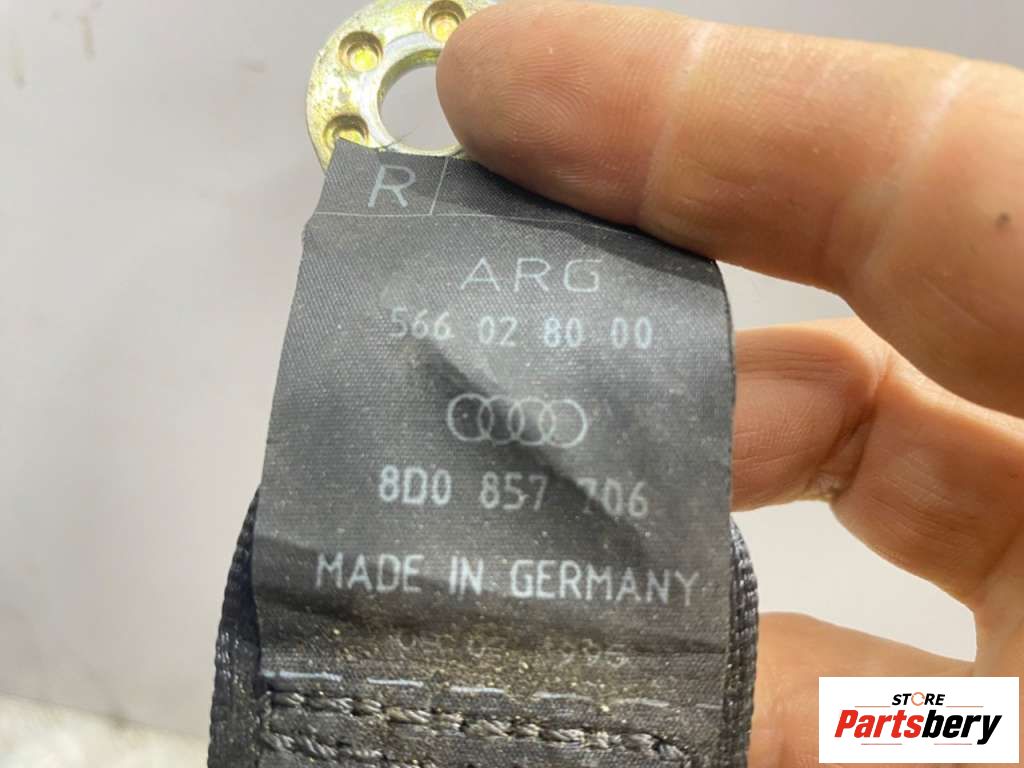 R
ARG
566 02 80 00
8D0 857 706
MADE IN GERMANY
STORE
Partsbery